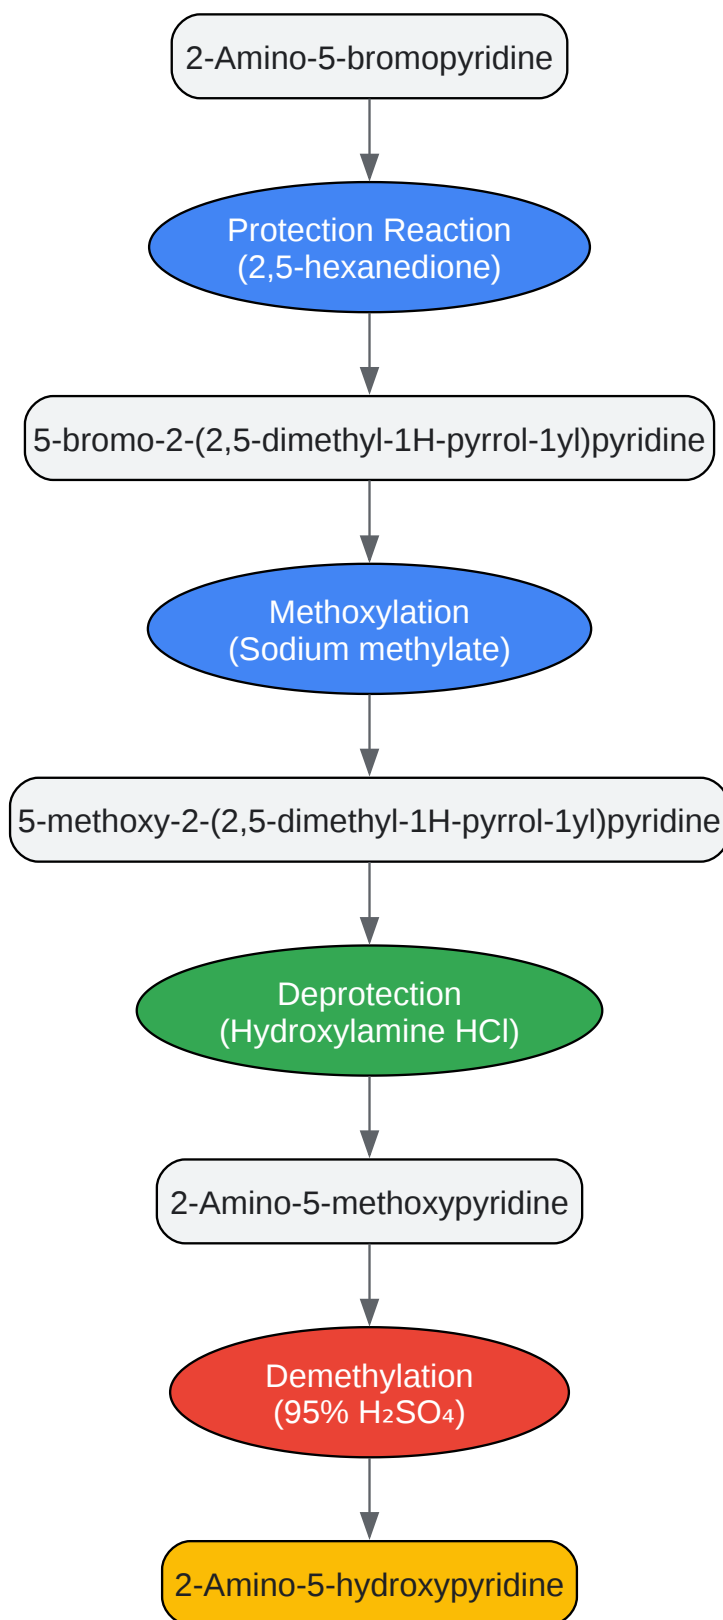 2-Amino-5-bromopyridine
Protection Reaction
(2,5-hexanedione)
5-bromo-2-(2,5-dimethyl-1H-pyrrol-1yl)pyridine
Methoxylation
(Sodium methylate)
5-methoxy-2-(2,5-dimethyl-1H-pyrrol-1yl)pyridine
Deprotection
(Hydroxylamine HCl)
2-Amino-5-methoxypyridine
Demethylation
(95% H₂SO₄)
2-Amino-5-hydroxypyridine